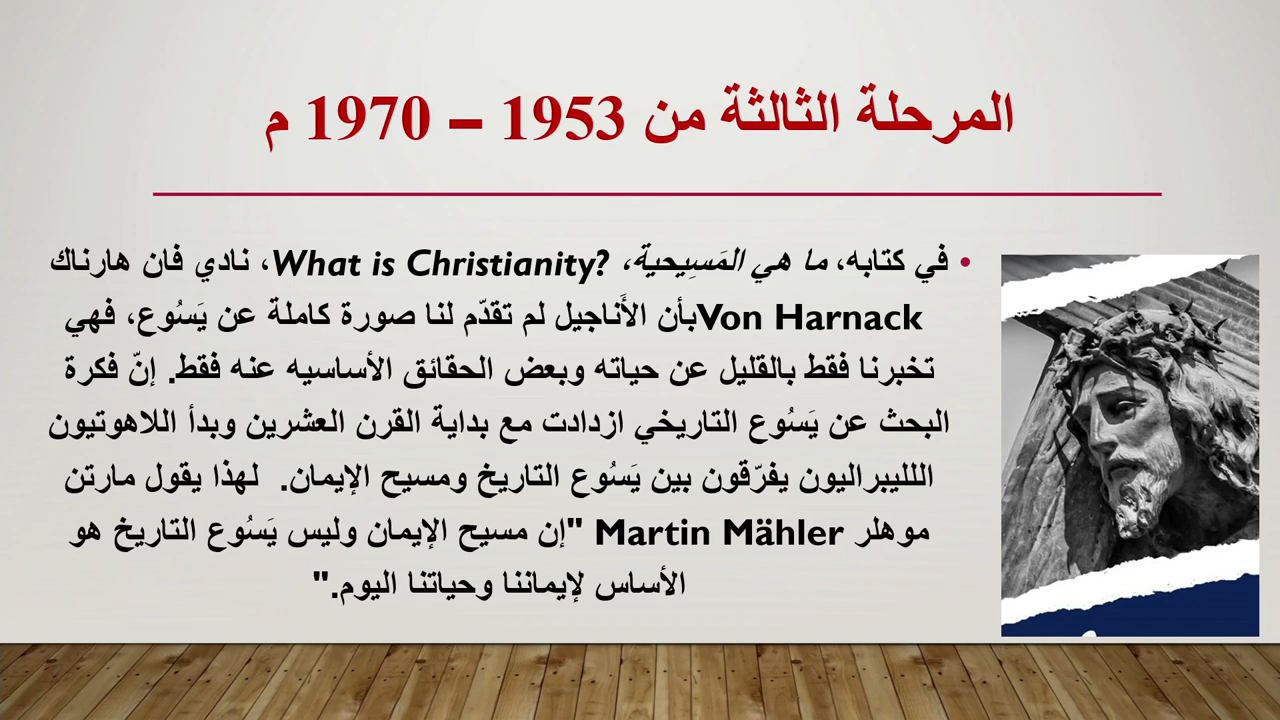 المرحلة الثالثة من 1953 – 1970 م
• في كتابه، ما هي المَسِيحية، What is Christianity?، نادي فان هارناك
Von Harnack بأن الأَناجيل لم تقدّم لنا صورة كاملة عن يَسُوع، فهي
تخبرنا فقط بالقليل عن حياته وبعض الحقائق الأساسيه عنه فقط. إنّ فكرة
البحث عن يَسُوع التاريخي ازدادت مع بداية القرن العشرين وبدأ اللاهوتيون
الللييبراليون يفرّقون بين يَسُوع التاريخ ومسيح الإيمان. لهذا يقول مارتن
موهلر Martin Mähler "إن مسيح الإيمان وليس يَسُوع التاريخ هو
الأساس لإيماننا وحياتنا اليوم."